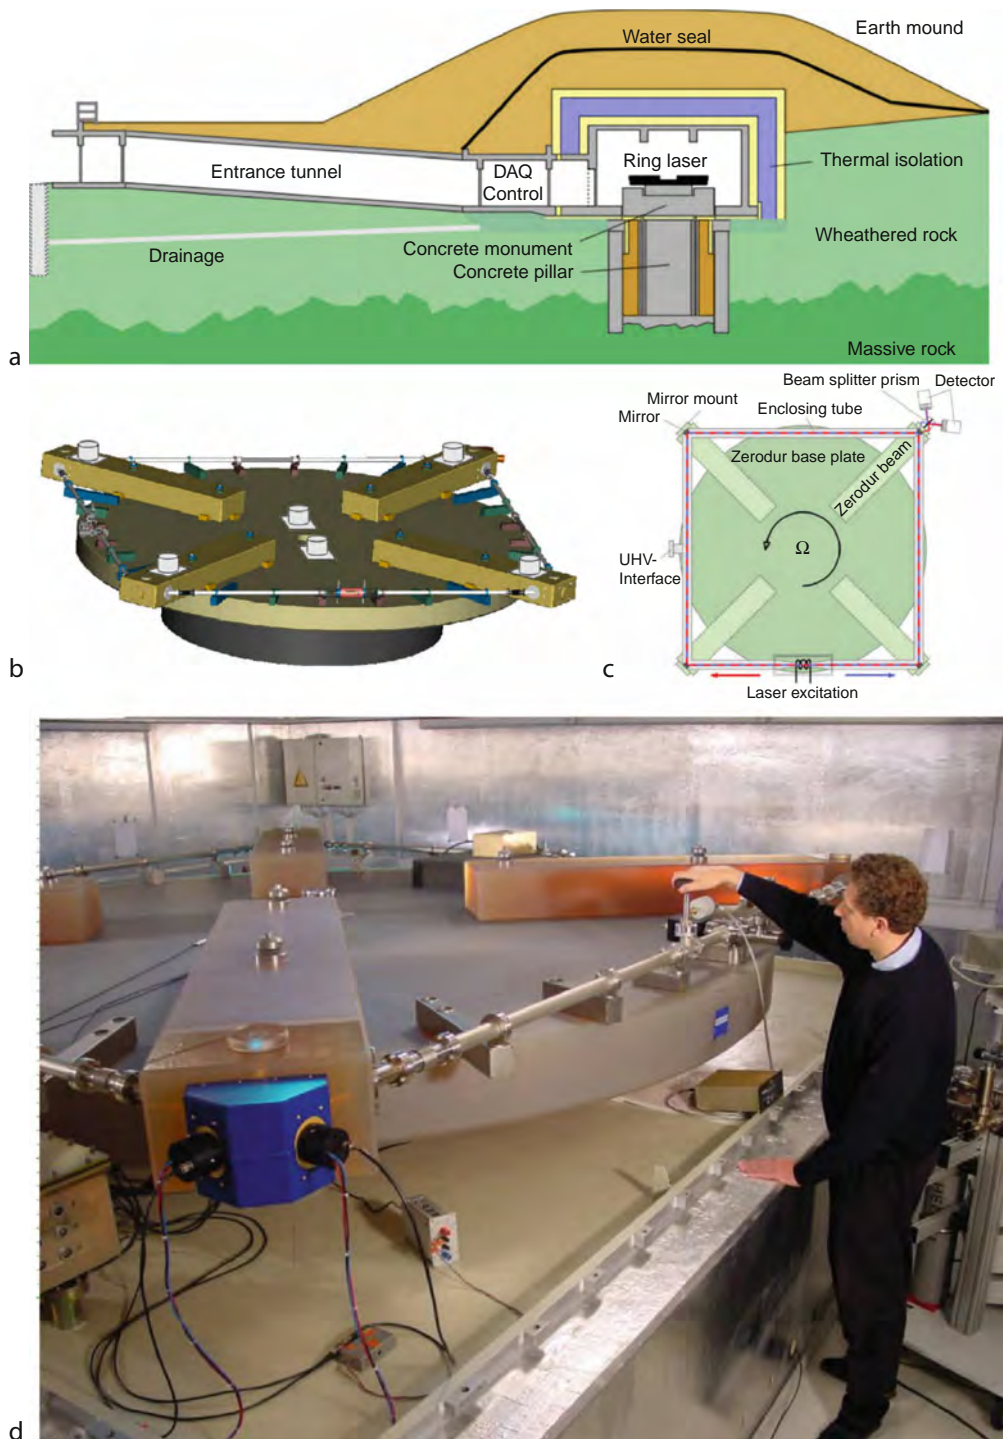 Earth mound
Water seal
Thermal isolation
Ring laser
DAQ
Control
Entrance tunnel
Wheathered rock
Concrete monument
Concrete pillar
Drainage
Massive rock
a
Beam splitter prism
Detector
Mirror mount
Mirror
Enclosing tube
Zerodur base plate
Zerodur beam
UHV-
Interface
Ω
Laser excitation
b
c
d